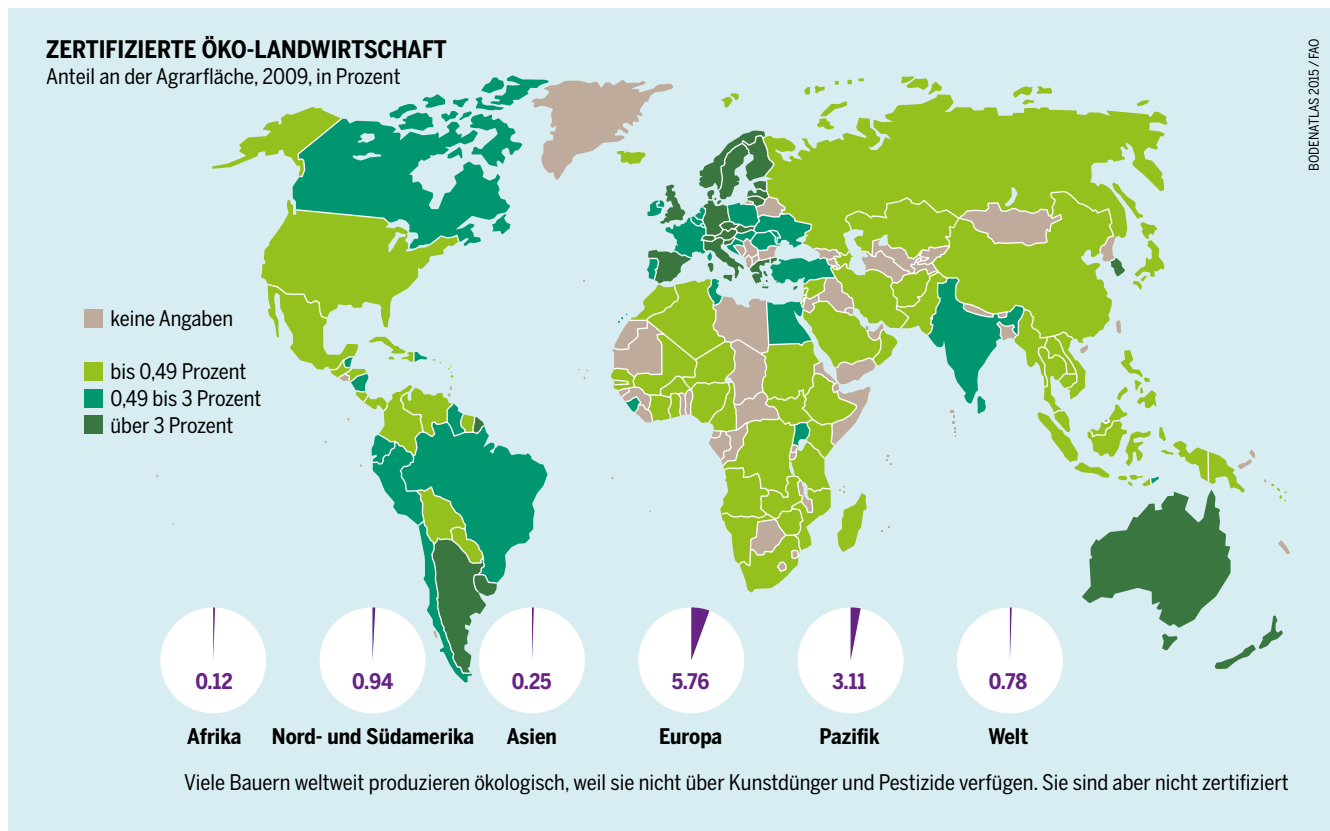 ZERTIFIZIERTE ÖKO-LANDWIRTSCHAFT
Anteil an der Agrarfläche, 2009, in Prozent
BODENATLAS 2015 / FAO
keine Angaben
bis 0,49 Prozent
0,49 bis 3 Prozent
über 3 Prozent
0.12
0.94
0.25
5.76
3.11
0.78
Afrika
Nord- und Südamerika
Asien
Europa
Pazifik
Welt
Viele Bauern weltweit produzieren ökologisch, weil sie nicht über Kunstdünger und Pestizide verfügen. Sie sind aber nicht zertifiziert